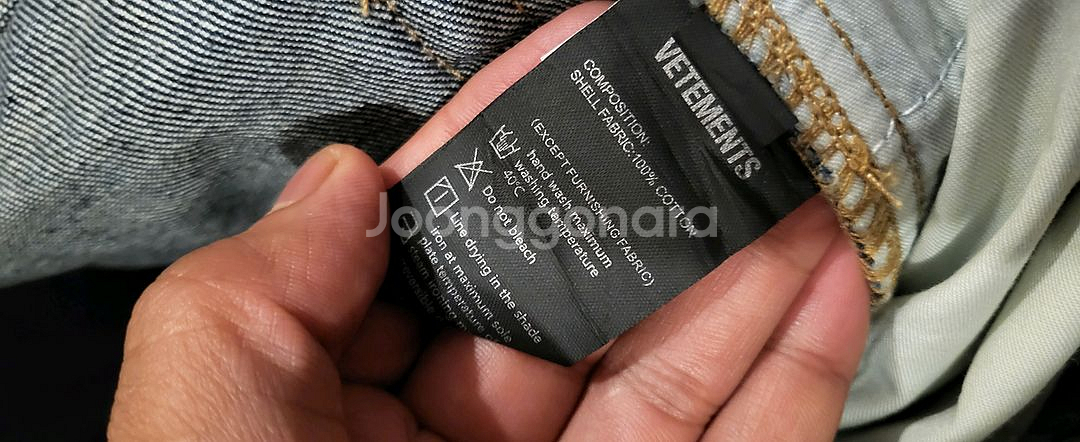 VETEMENTS
COMPOSITION:
SHELL FABRIC:100% COTTON
(EXCEPT FURNISHING FABRIC)
hand wash maximum
washing temperature
40°C
Do not bleach
Line drying in the shade
Iron at maximum sole
plate temperature
Joonggonara